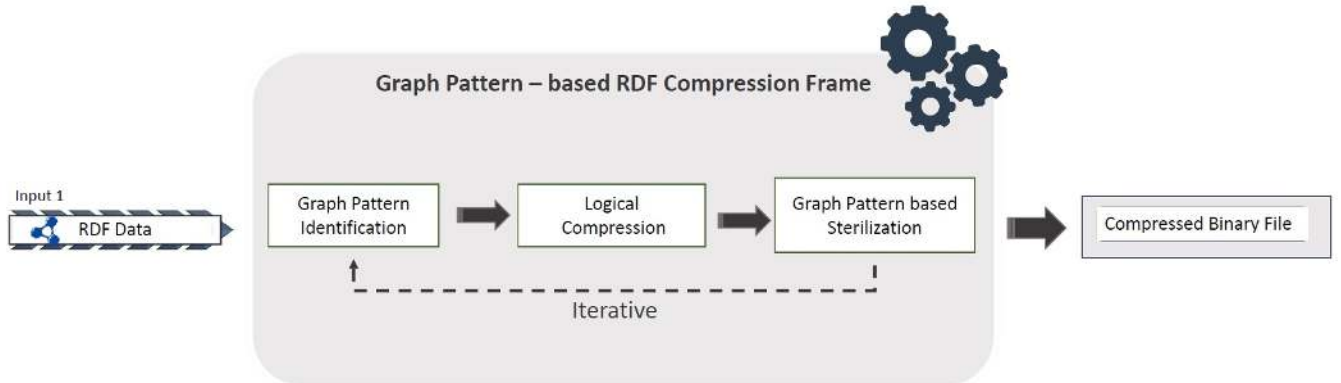 Graph Pattern – based RDF Compression Frame
Input 1
RDF Data
Graph Pattern
Identification
Logical
Compression
Graph Pattern based
Sterilization
Compressed Binary File
Iterative